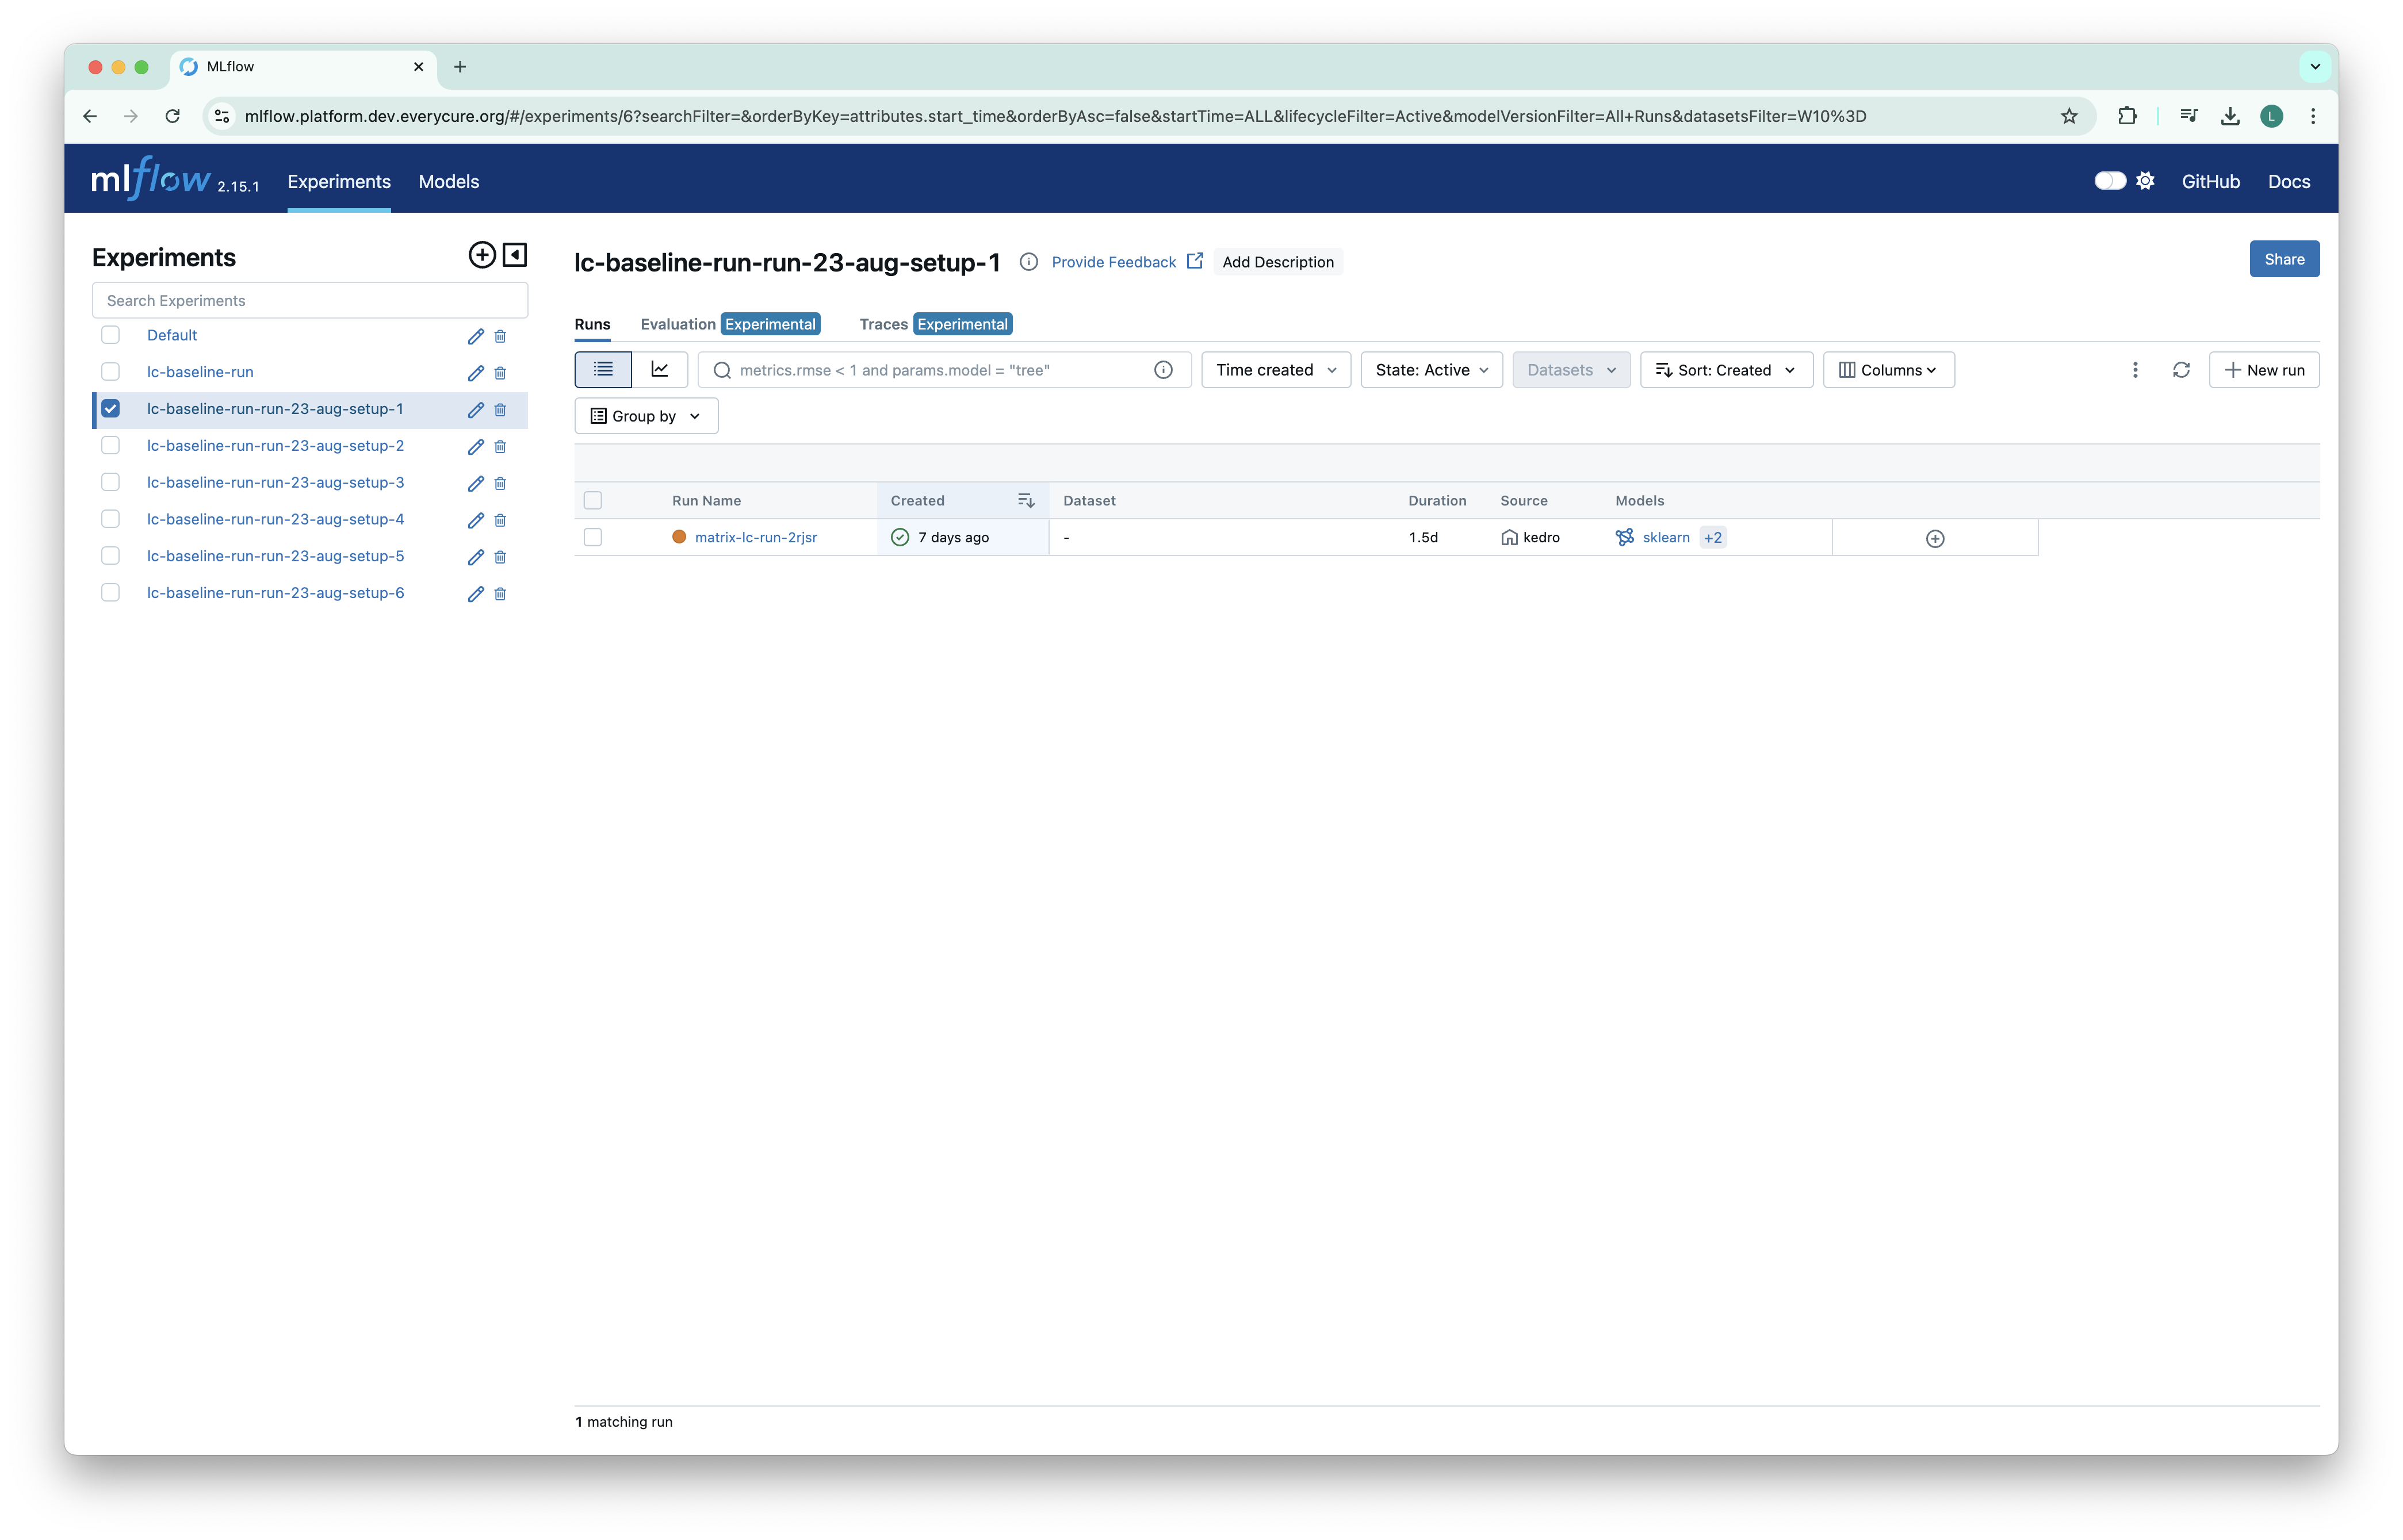 MLflow
mlflow.platform.dev.everycure.org/#/experiments/6?searchFilter=&orderByKey=attributes.start_time&orderByAsc=false&startTime=ALL&lifecycleFilter=Active&modelVersionFilter=All+Runs&datasetsFilter=W10%3D
L
mlflow 2.15.1 Experiments Models GitHub Docs
Experiments
Search Experiments
Default
lc-baseline-run
lc-baseline-run-run-23-aug-setup-1
lc-baseline-run-run-23-aug-setup-2
lc-baseline-run-run-23-aug-setup-3
lc-baseline-run-run-23-aug-setup-4
lc-baseline-run-run-23-aug-setup-5
lc-baseline-run-run-23-aug-setup-6
lc-baseline-run-run-23-aug-setup-1 Provide Feedback Add Description Share
Runs Evaluation Experimental Traces Experimental
metrics.rmse < 1 and params.model = "tree" Time created State: Active Datasets Sort: Created Columns New run
Group by
Run Name Created Dataset Duration Source Models
matrix-lc-run-2rjsr 7 days ago - 1.5d kedro sklearn +2
1 matching run